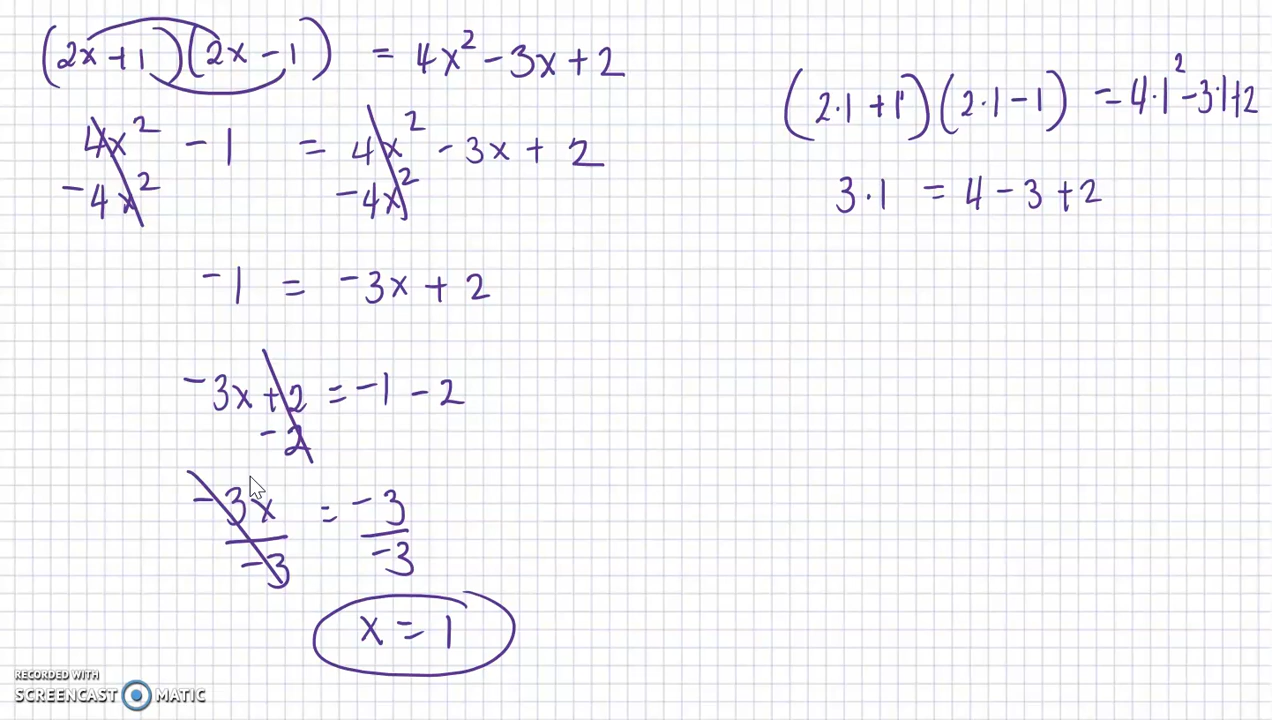 (2x+1)(2x-1) = 4x² - 3x + 2
4x² - 1 = 4x² - 3x + 2
-4x² -4x²
-1 = -3x + 2
-3x + 2 = -1 - 2
-2
-3x = -3
-3 -3
x = 1
(2·1 + 1)(2·1 - 1) = 4·1² - 3·1 + 2
3·1 = 4 - 3 + 2
RECORDED WITH
SCREENCAST MATIC